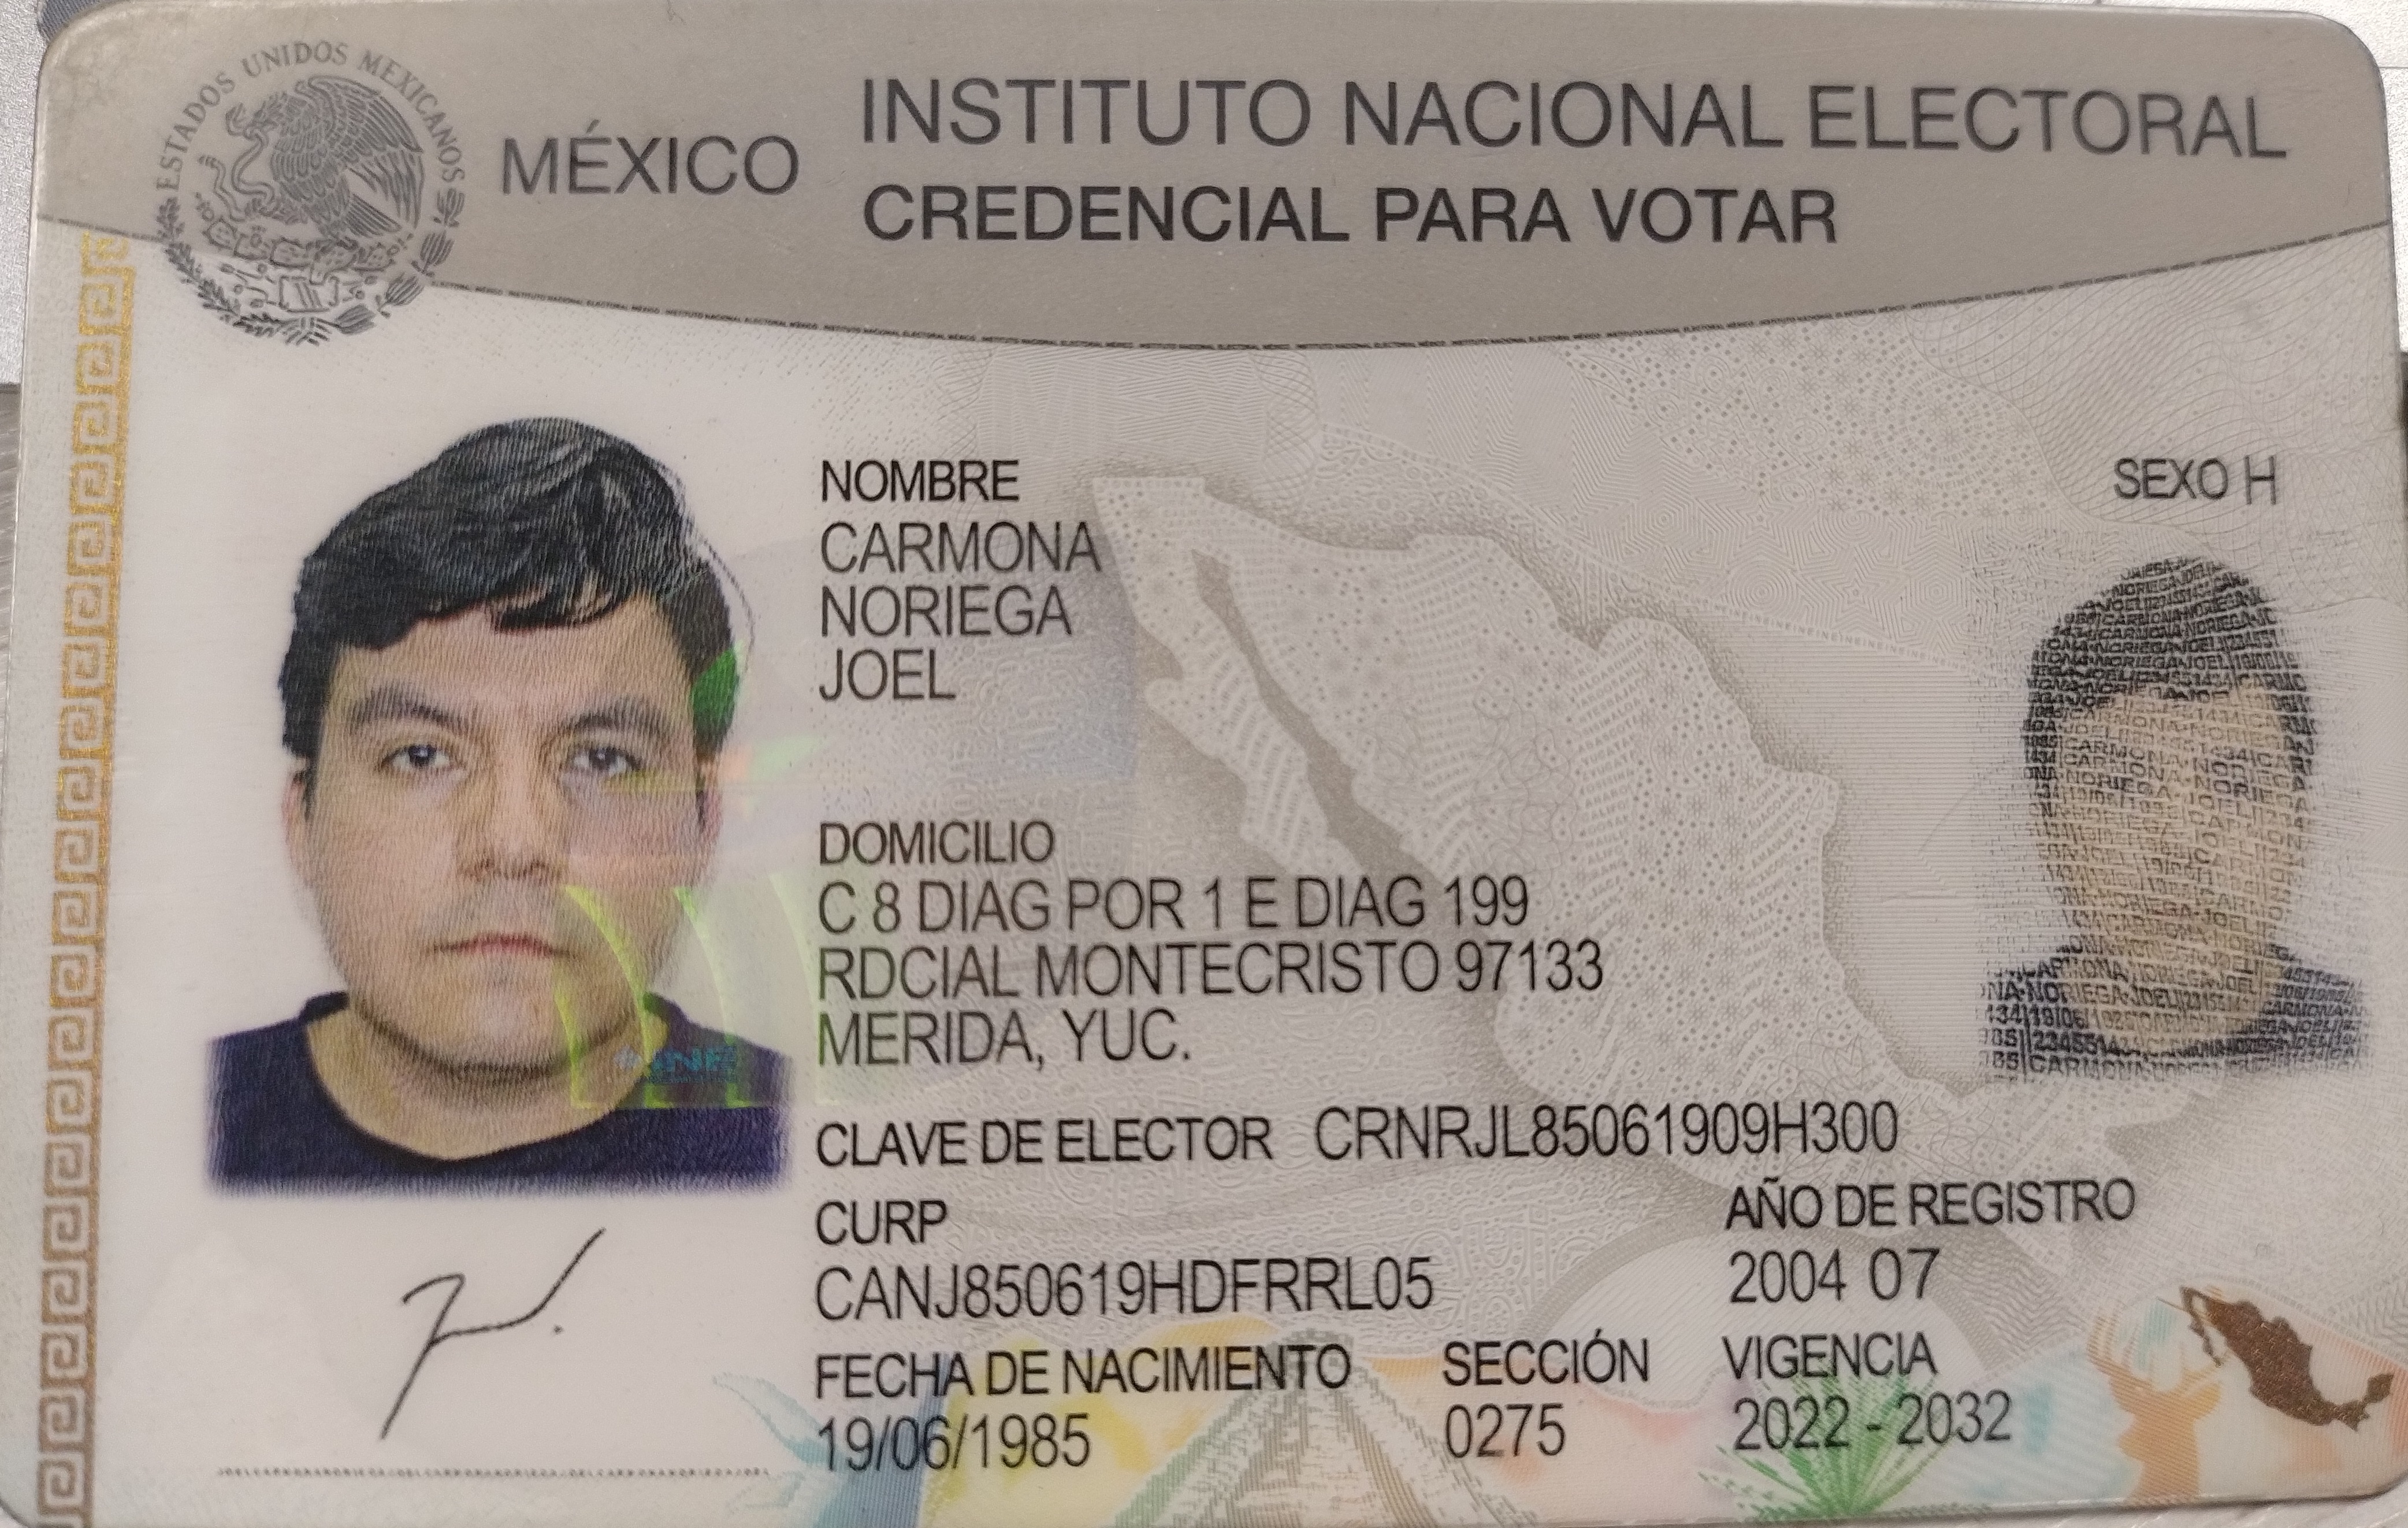 ESTADOS UNIDOS MEXICANOS
MÉXICO
INSTITUTO NACIONAL ELECTORAL
CREDENCIAL PARA VOTAR
NOMBRE
CARMONA
NORIEGA
JOEL
SEXO H
DOMICILIO
C 8 DIAG POR 1 E DIAG 199
RDCIAL MONTECRISTO 97133
MERIDA, YUC.
INE
CLAVE DE ELECTOR CRNRJL85061909H300
CURP
CANJ850619HDFRRL05
AÑO DE REGISTRO
2004 07
FECHA DE NACIMIENTO
19/06/1985
SECCIÓN
0275
VIGENCIA
2022 - 2032